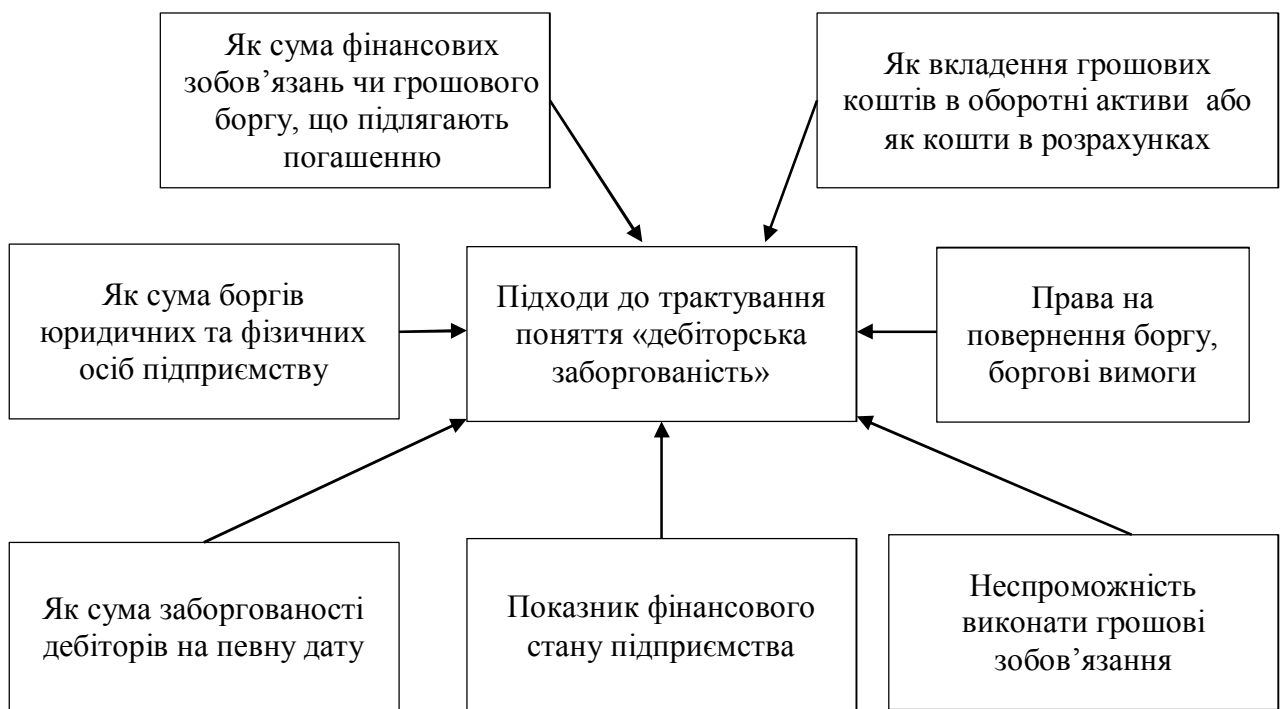 Як сума фінансових
зобов’язань чи грошового
боргу, що підлягають
погашенню
Як вкладення грошових
коштів в оборотні активи або
як кошти в розрахунках
Як сума боргів
юридичних та фізичних
осіб підприємству
Підходи до трактування
поняття «дебіторська
заборгованість»
Права на
повернення боргу,
боргові вимоги
Як сума заборгованості
дебіторів на певну дату
Показник фінансового
стану підприємства
Неспроможність
виконати грошові
зобов’язання